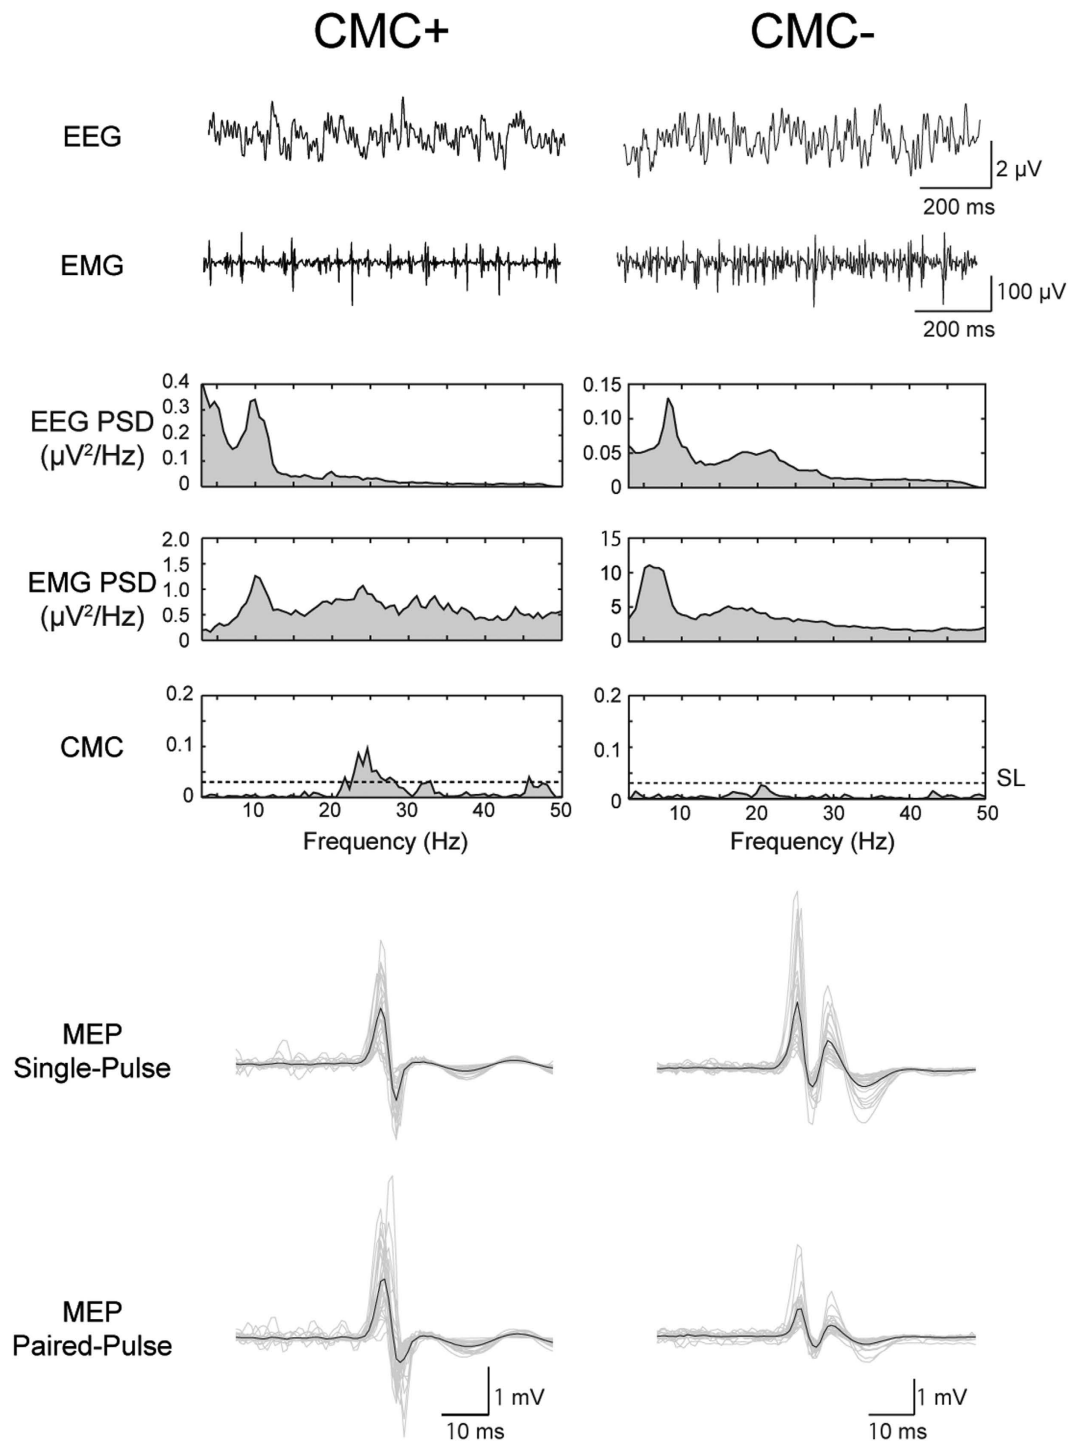 CMC+ CMC-
EEG
2 µV
200 ms
EMG
100 µV
200 ms
EEG PSD
(µV²/Hz)
0.4
0.3
0.2
0.1
0
0.15
0.10
0.05
0
EMG PSD
(µV²/Hz)
2.0
1.5
1.0
0.5
0
15
10
5
0
CMC
0.2
0.1
0
0.2
0.1
0
SL
10 20 30 40 50
10 20 30 40 50
Frequency (Hz) Frequency (Hz)
MEP
Single-Pulse
MEP
Paired-Pulse
1 mV
10 ms
1 mV
10 ms